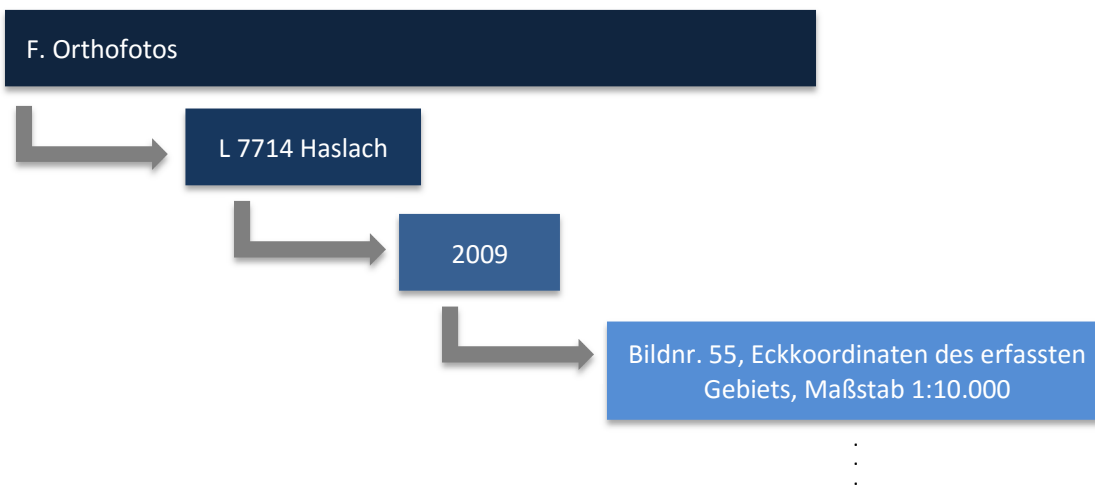 F. Orthofotos
L 7714 Haslach
2009
Bildnr. 55, Eckkoordinaten des erfassten
Gebiets, Maßstab 1:10.000
.
.
.